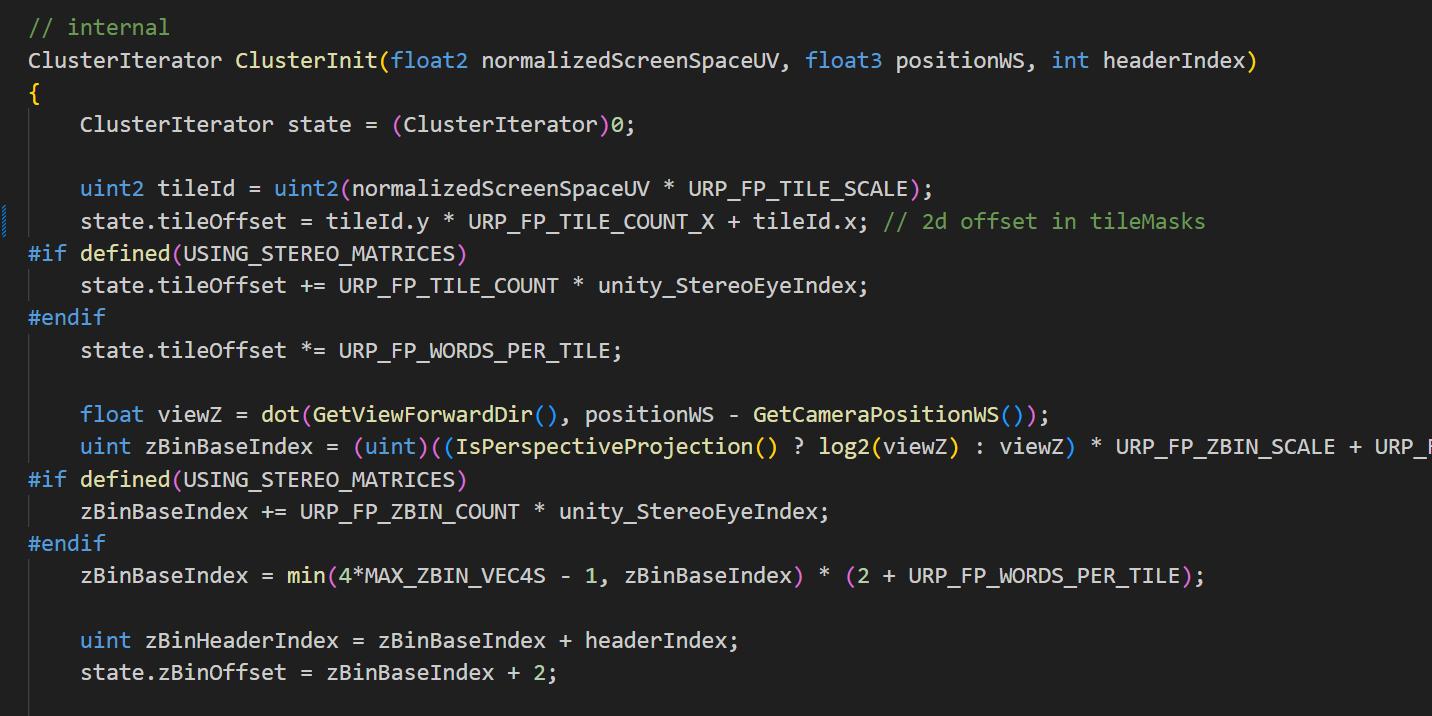 // internal
ClusterIterator ClusterInit(float2 normalizedScreenSpaceUV, float3 positionWS, int headerIndex)
{
    ClusterIterator state = (ClusterIterator)0;

    uint2 tileId = uint2(normalizedScreenSpaceUV * URP_FP_TILE_SCALE);
    state.tileOffset = tileId.y * URP_FP_TILE_COUNT_X + tileId.x; // 2d offset in tileMasks
#if defined(USING_STEREO_MATRICES)
    state.tileOffset += URP_FP_TILE_COUNT * unity_StereoEyeIndex;
#endif
    state.tileOffset *= URP_FP_WORDS_PER_TILE;

    float viewZ = dot(GetViewForwardDir(), positionWS - GetCameraPositionWS());
    uint zBinBaseIndex = (uint)((IsPerspectiveProjection() ? log2(viewZ) : viewZ) * URP_FP_ZBIN_SCALE +
#if defined(USING_STEREO_MATRICES)
    zBinBaseIndex += URP_FP_ZBIN_COUNT * unity_StereoEyeIndex;
#endif
    zBinBaseIndex = min(4*MAX_ZBIN_VEC4S - 1, zBinBaseIndex) * (2 + URP_FP_WORDS_PER_TILE);

    uint zBinHeaderIndex = zBinBaseIndex + headerIndex;
    state.zBinOffset = zBinBaseIndex + 2;